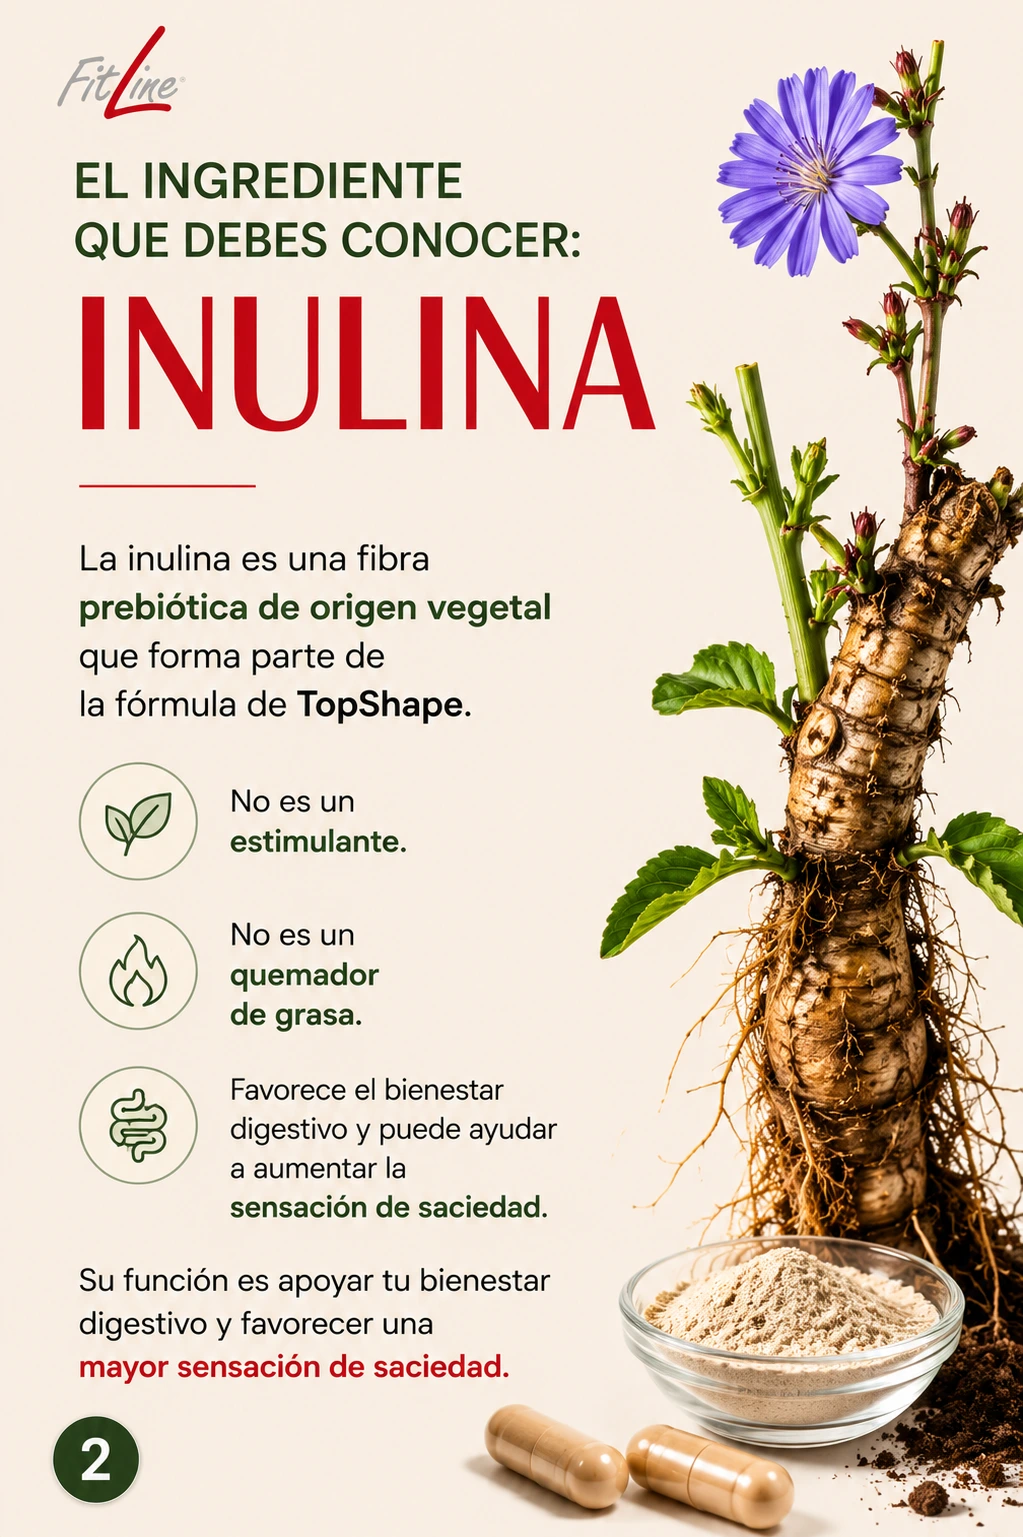 FitLine®
EL INGREDIENTE
QUE DEBES CONOCER:
INULINA
La inulina es una fibra
prebiótica de origen vegetal
que forma parte de
la fórmula de TopShape.
No es un
estimulante.
No es un
quemador
de grasa.
Favorece el bienestar
digestivo y puede ayudar
a aumentar la
sensación de saciedad.
Su función es apoyar tu bienestar
digestivo y favorecer una
mayor sensación de saciedad.
2